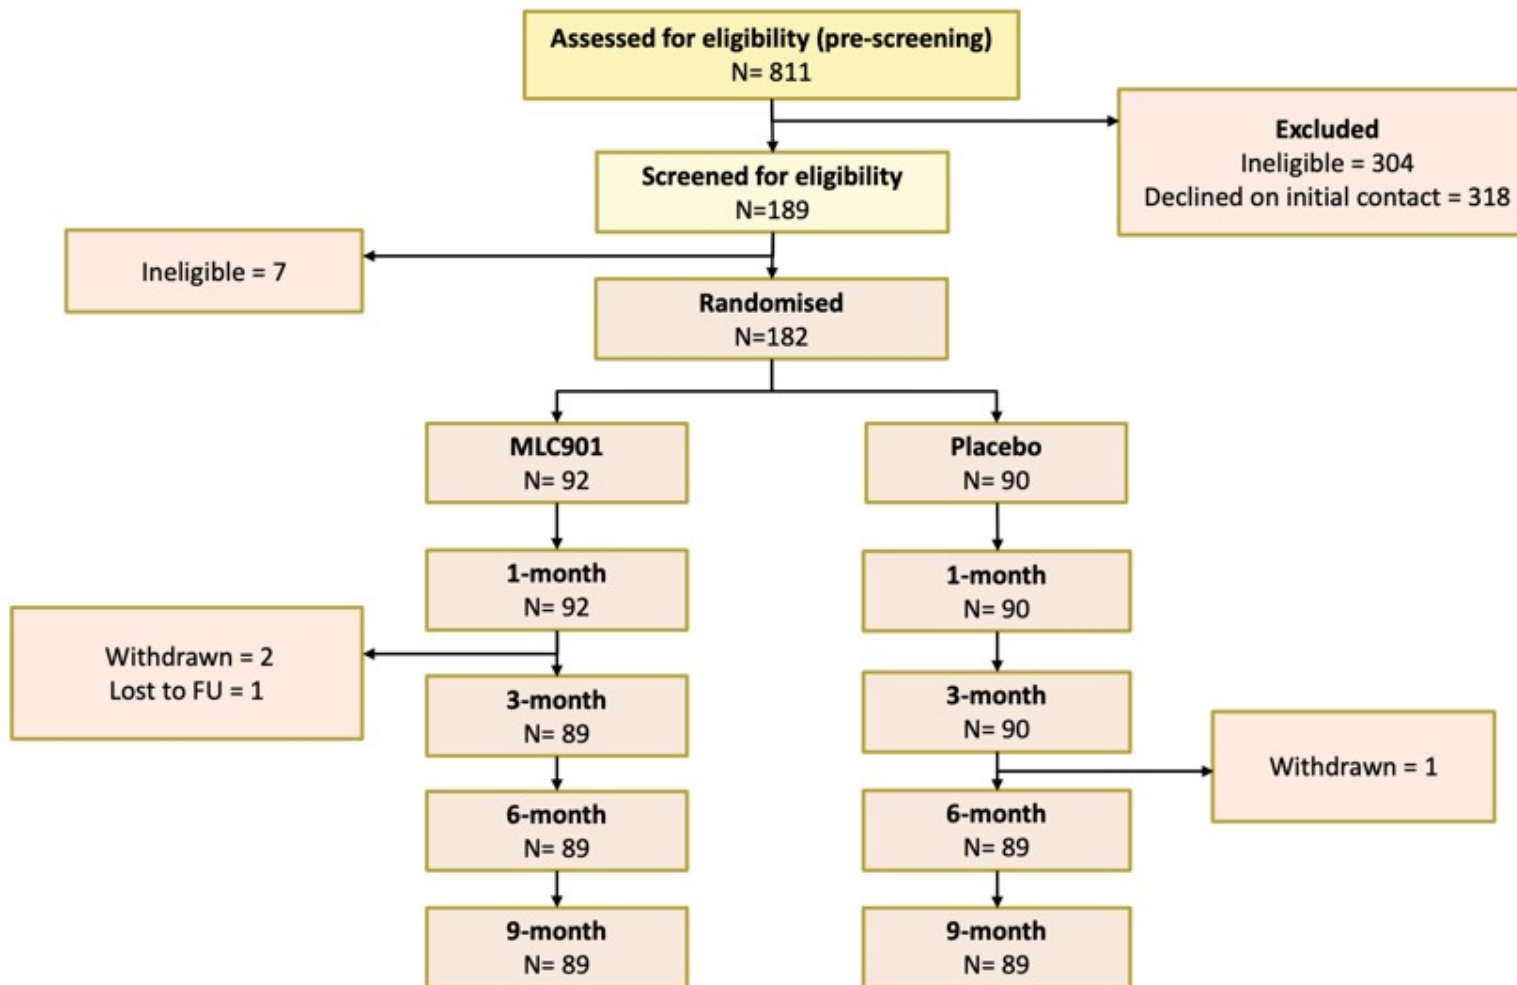 Assessed for eligibility (pre-screening)
N= 811
Excluded
Ineligible = 304
Declined on initial contact = 318
Screened for eligibility
N=189
Ineligible = 7
Randomised
N=182
MLC901
N= 92
Placebo
N= 90
1-month
N= 92
1-month
N= 90
Withdrawn = 2
Lost to FU = 1
3-month
N= 89
3-month
N= 90
Withdrawn = 1
6-month
N= 89
6-month
N= 89
9-month
N= 89
9-month
N= 89